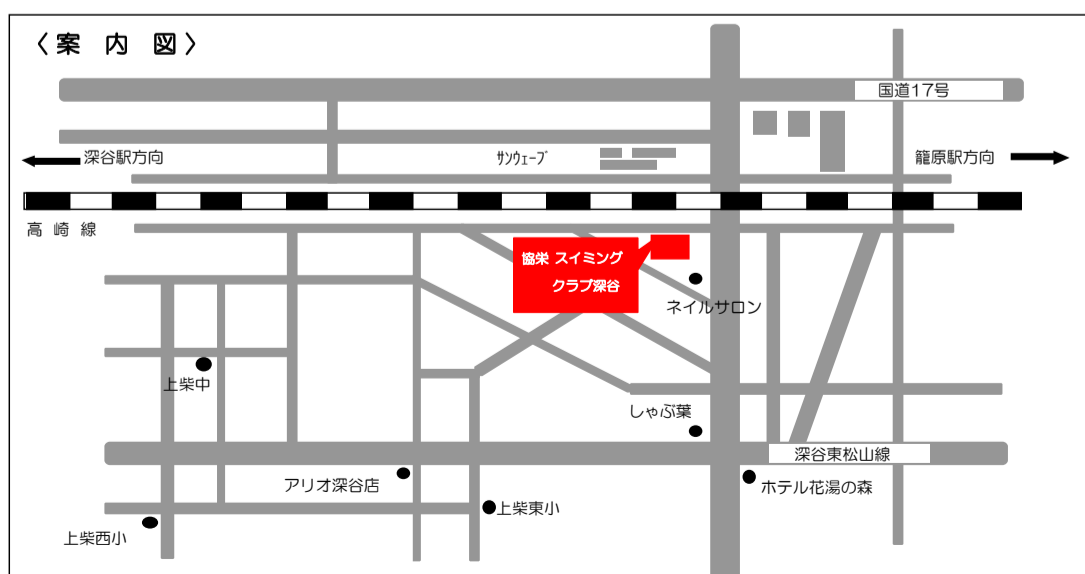 〈案 内 図〉
国道17号
深谷駅方向
ｻﾝｳｪｰﾌﾞ
籠原駅方向
高 崎 線
協栄 スイミング
クラブ深谷
ネイルサロン
上柴中
しゃぶ葉
深谷東松山線
アリオ深谷店
ホテル花湯の森
上柴東小
上柴西小